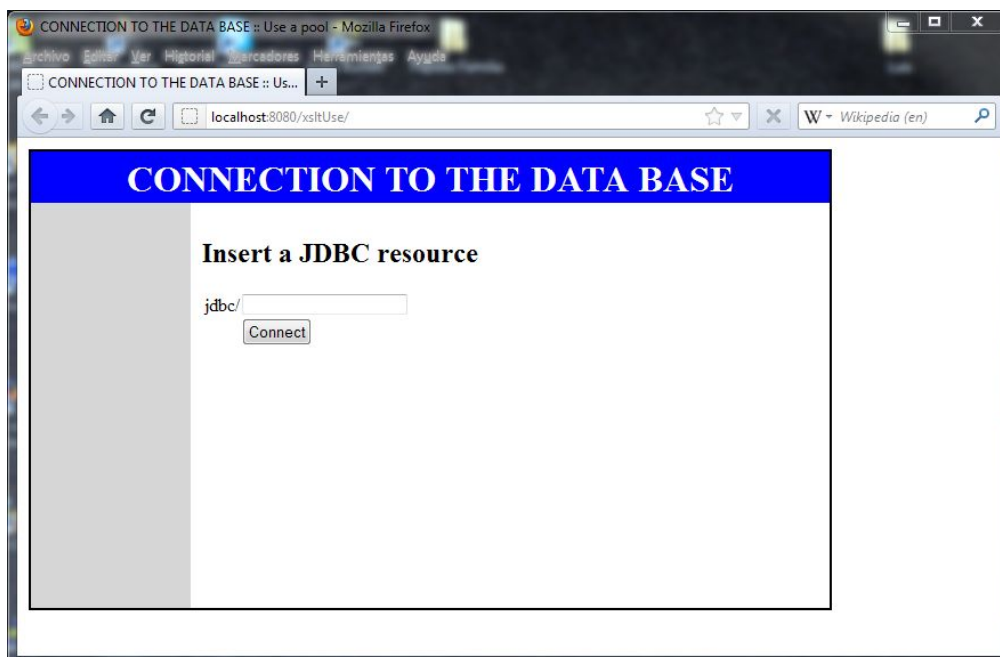 CONNECTION TO THE DATA BASE :: Use a pool - Mozilla Firefox
Archivo Editar Ver Historial Marcadores Herramientas Ayuda
CONNECTION TO THE DATA BASE :: Us... +
localhost:8080/xsltUse/ W Wikipedia (en)
CONNECTION TO THE DATA BASE
Insert a JDBC resource
jdbc/
Connect